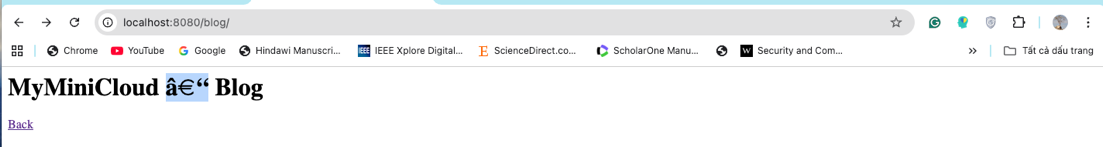 localhost:8080/blog/
Chrome YouTube Google Hindawi Manuscri... IEEE Xplore Digital... ScienceDirect.co... ScholarOne Manu... Security and Com... » Tất cả dấu trang
MyMiniCloud â€“ Blog
Back